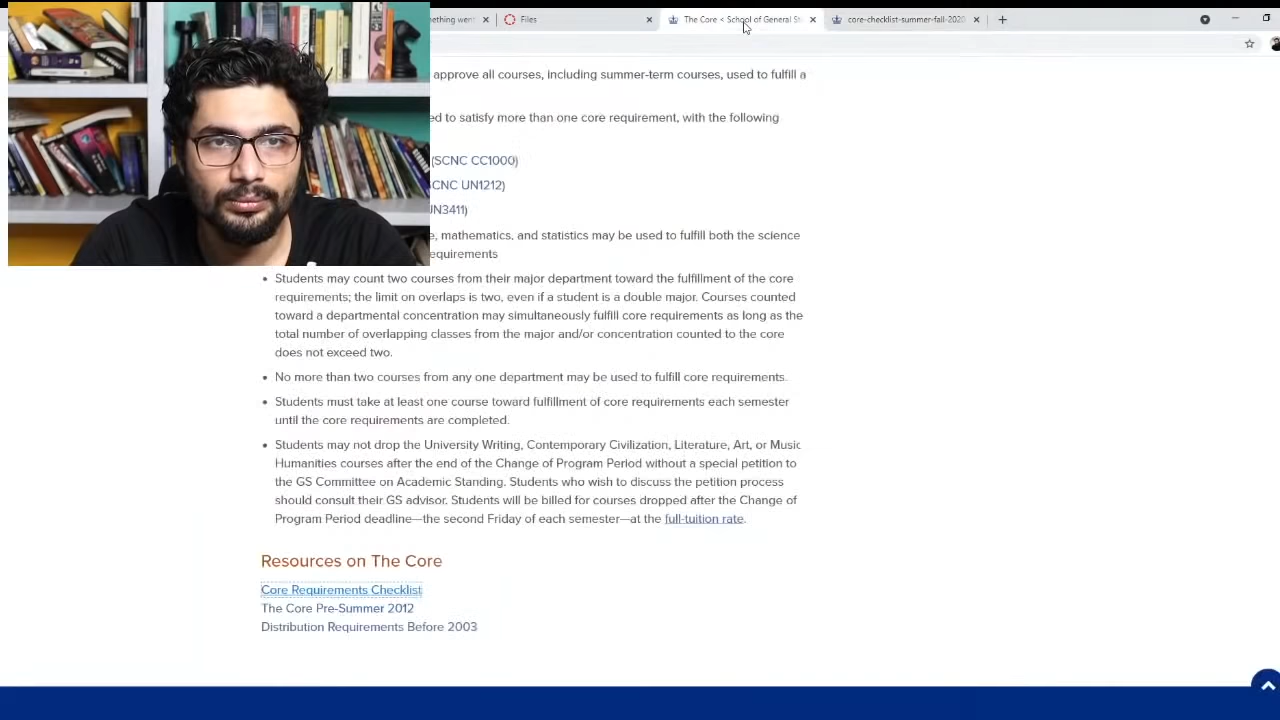 ething went
Files
The Core < School of General St
core-checklist-summer-fall-2020
approve all courses, including summer-term courses, used to fulfill a
ed to satisfy more than one core requirement, with the following
(SCNC CC1000)
CNC UN1212)
UN3411)
e, mathematics, and statistics may be used to fulfill both the science
equirements
• Students may count two courses from their major department toward the fulfillment of the core
requirements; the limit on overlaps is two, even if a student is a double major. Courses counted
toward a departmental concentration may simultaneously fulfill core requirements as long as the
total number of overlapping classes from the major and/or concentration counted to the core
does not exceed two.
• No more than two courses from any one department may be used to fulfill core requirements.
• Students must take at least one course toward fulfillment of core requirements each semester
until the core requirements are completed.
• Students may not drop the University Writing, Contemporary Civilization, Literature, Art, or Music
Humanities courses after the end of the Change of Program Period without a special petition to
the GS Committee on Academic Standing. Students who wish to discuss the petition process
should consult their GS advisor. Students will be billed for courses dropped after the Change of
Program Period deadline—the second Friday of each semester—at the full-tuition rate.
Resources on The Core
Core Requirements Checklist
The Core Pre-Summer 2012
Distribution Requirements Before 2003